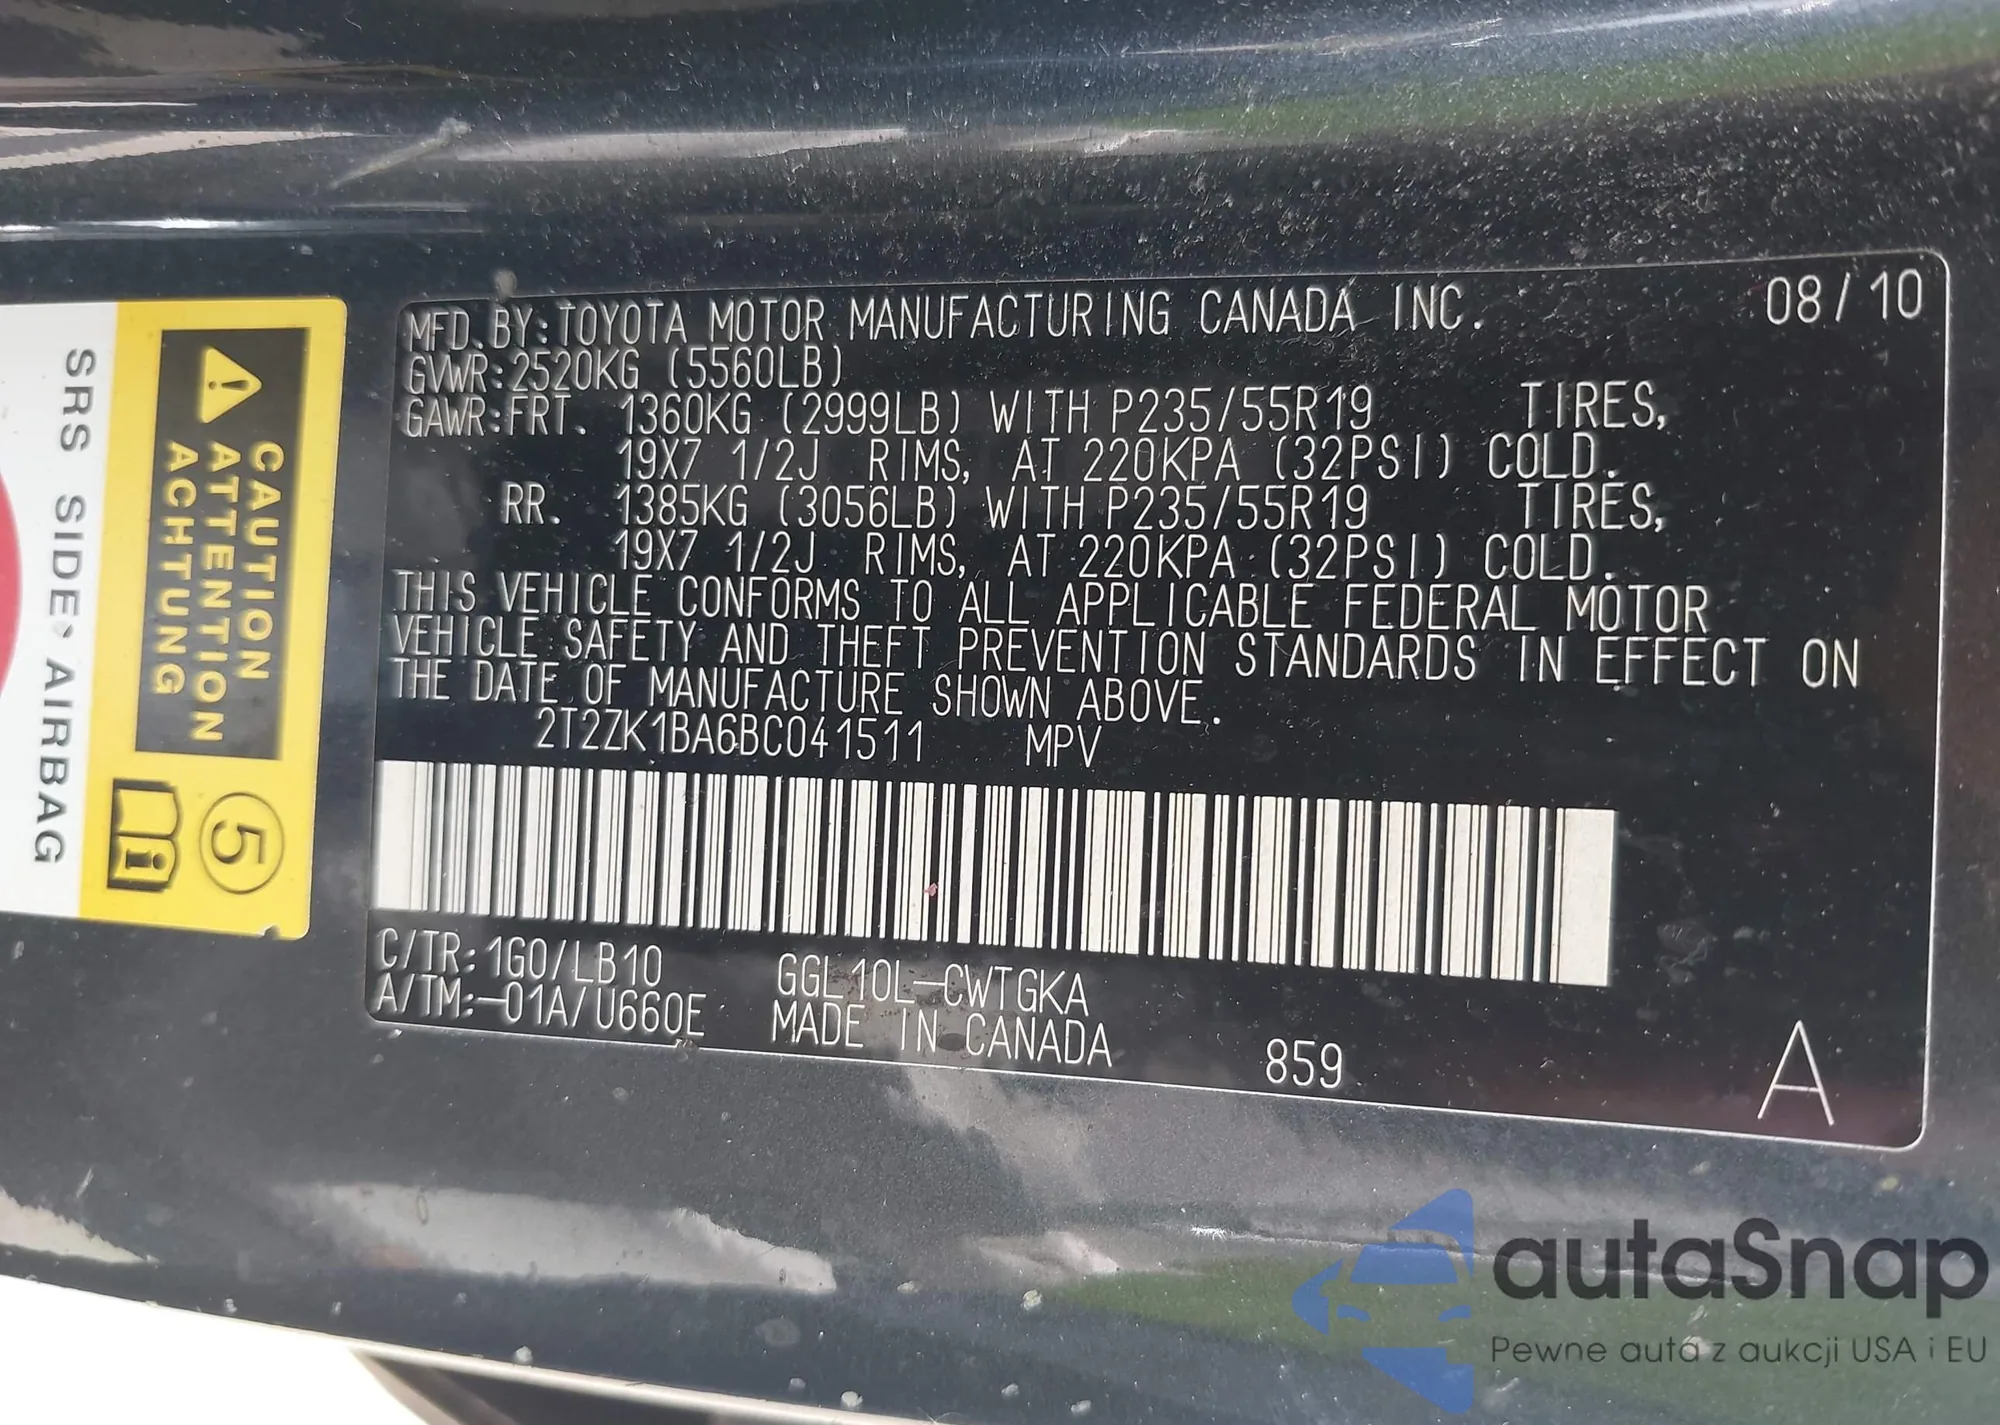 SRS SIDE AIRBAG
CAUTION
ATTENTION
ACHTUNG
5
MFD. BY: TOYOTA MOTOR MANUFACTURING CANADA INC. 08/10
GVWR: 2520KG (5560LB)
GAWR: FRT. 1360KG (2999LB) WITH P235/55R19 TIRES,
19X7 1/2J RIMS, AT 220KPA (32PSI) COLD.
RR. 1385KG (3056LB) WITH P235/55R19 TIRES,
19X7 1/2J RIMS, AT 220KPA (32PSI) COLD.
THIS VEHICLE CONFORMS TO ALL APPLICABLE FEDERAL MOTOR
VEHICLE SAFETY AND THEFT PREVENTION STANDARDS IN EFFECT ON
THE DATE OF MANUFACTURE SHOWN ABOVE.
2T2ZK1BA6BC041511 MPV
C/TR: 1G0/LB10 GGL10L-CWTGKA
A/TM: -01A/U660E MADE IN CANADA 859 A
autaSnap
Pewne auta z aukcji USA i EU